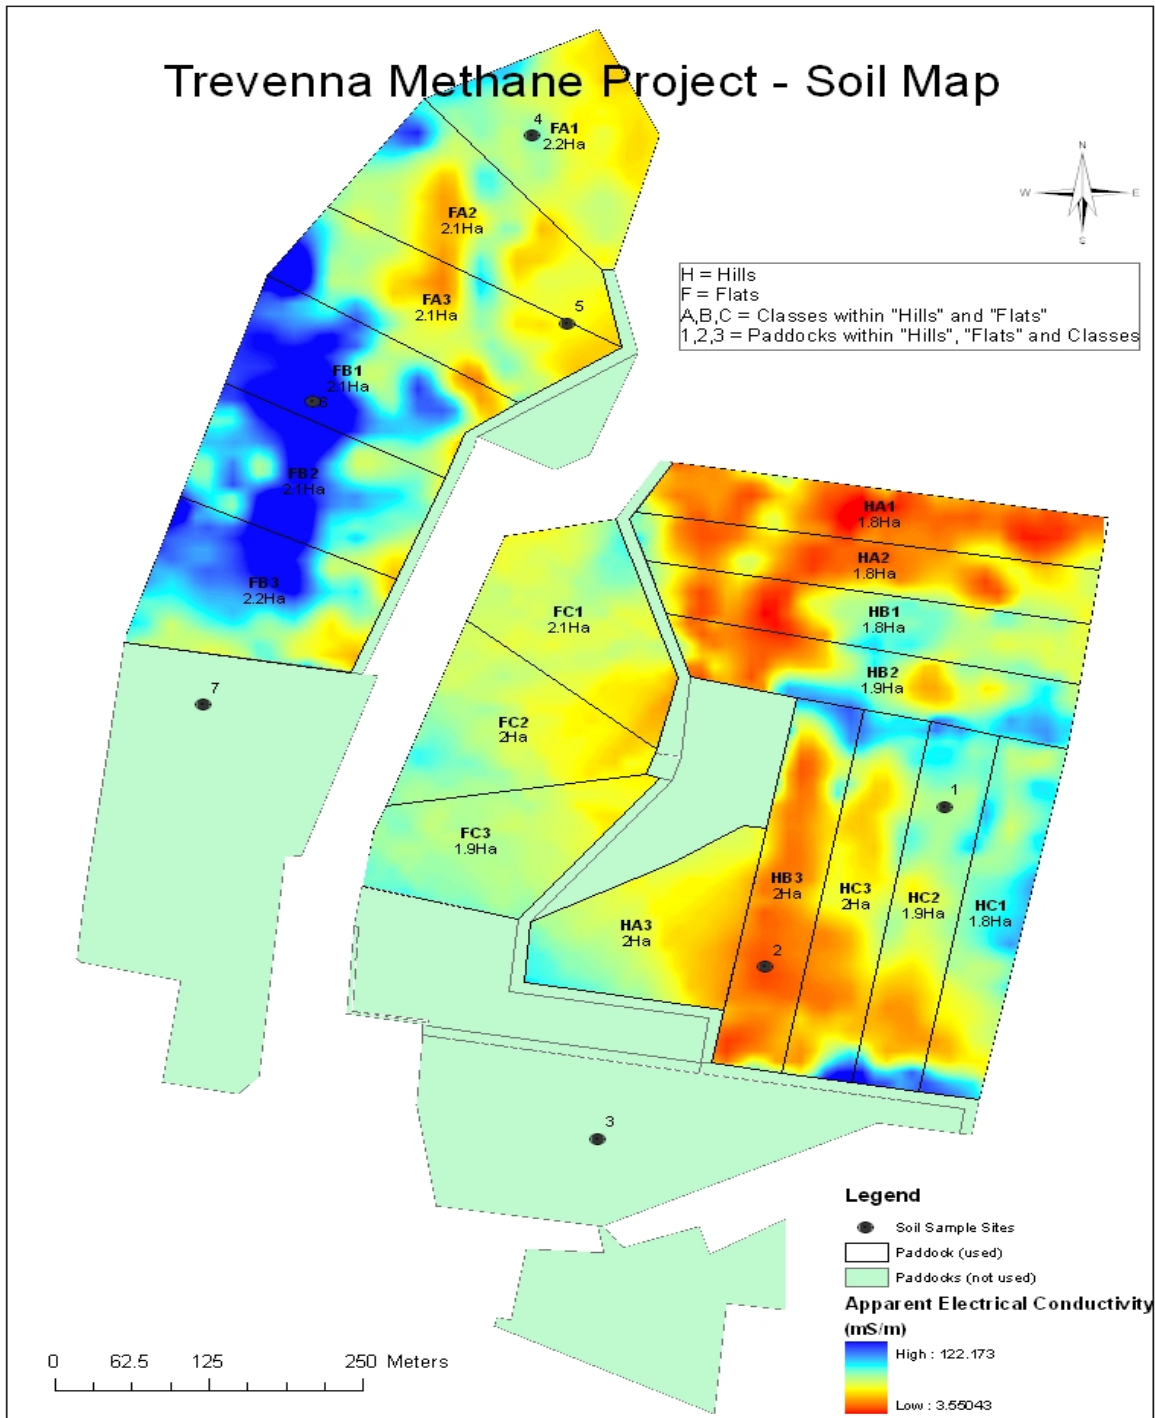 Trevenna Methane Project - Soil Map
4
FA1
2.2Ha
N
W
E
S
FA2
2.1Ha
H = Hills
F = Flats
A,B,C = Classes within "Hills" and "Flats"
1,2,3 = Paddocks within "Hills", "Flats" and Classes
FA3
2.1Ha
5
FB1
2.1Ha
6
FB2
2.1Ha
HA1
1.8Ha
HA2
1.8Ha
FB3
2.2Ha
FC1
2.1Ha
HB1
1.8Ha
HB2
1.9Ha
7
FC2
2Ha
1
FC3
1.9Ha
HB3
2Ha
HC3
2Ha
HC2
1.9Ha
HC1
1.8Ha
HA3
2Ha
2
3
Legend
Soil Sample Sites
Paddock (used)
Paddocks (not used)
Apparent Electrical Conductivity
(mS/m)
High : 122.173
Low : 3.55043
0 62.5 125 250 Meters